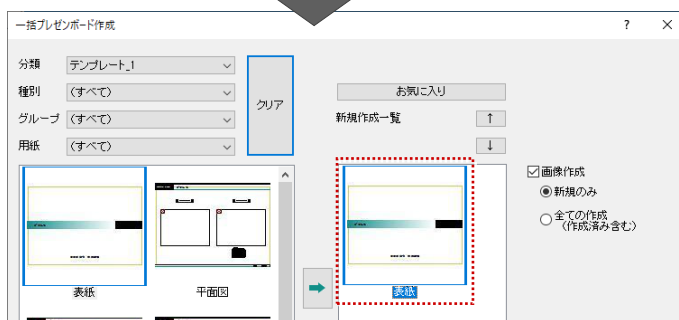 一括プレゼンボード作成
? ×
分類 テンプレート_1
種別 (すべて)
グループ (すべて)
用紙 (すべて)
クリア
お気に入り
新規作成一覧 ↑
↓
画像作成
新規のみ
全ての作成
(作成済み含む)
表紙
平面図
表紙